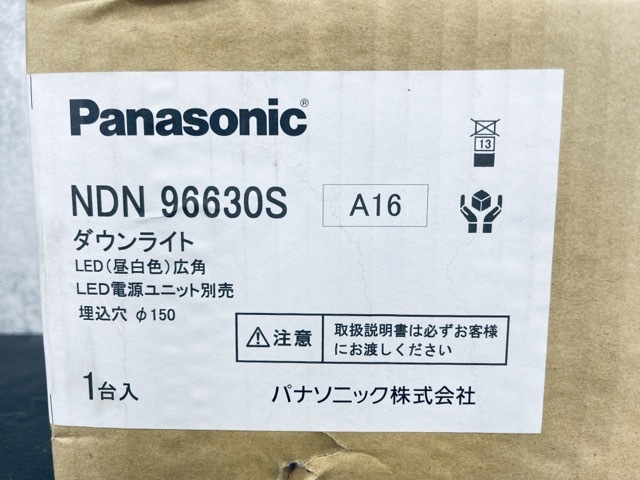 Panasonic®
NDN 96630S
A16
13
ダウンライト
LED(昼白色)広角
LED電源ユニット別売
埋込穴 φ150
注意
取扱説明書は必ずお客様
にお渡しください
1台入
パナソニック株式会社